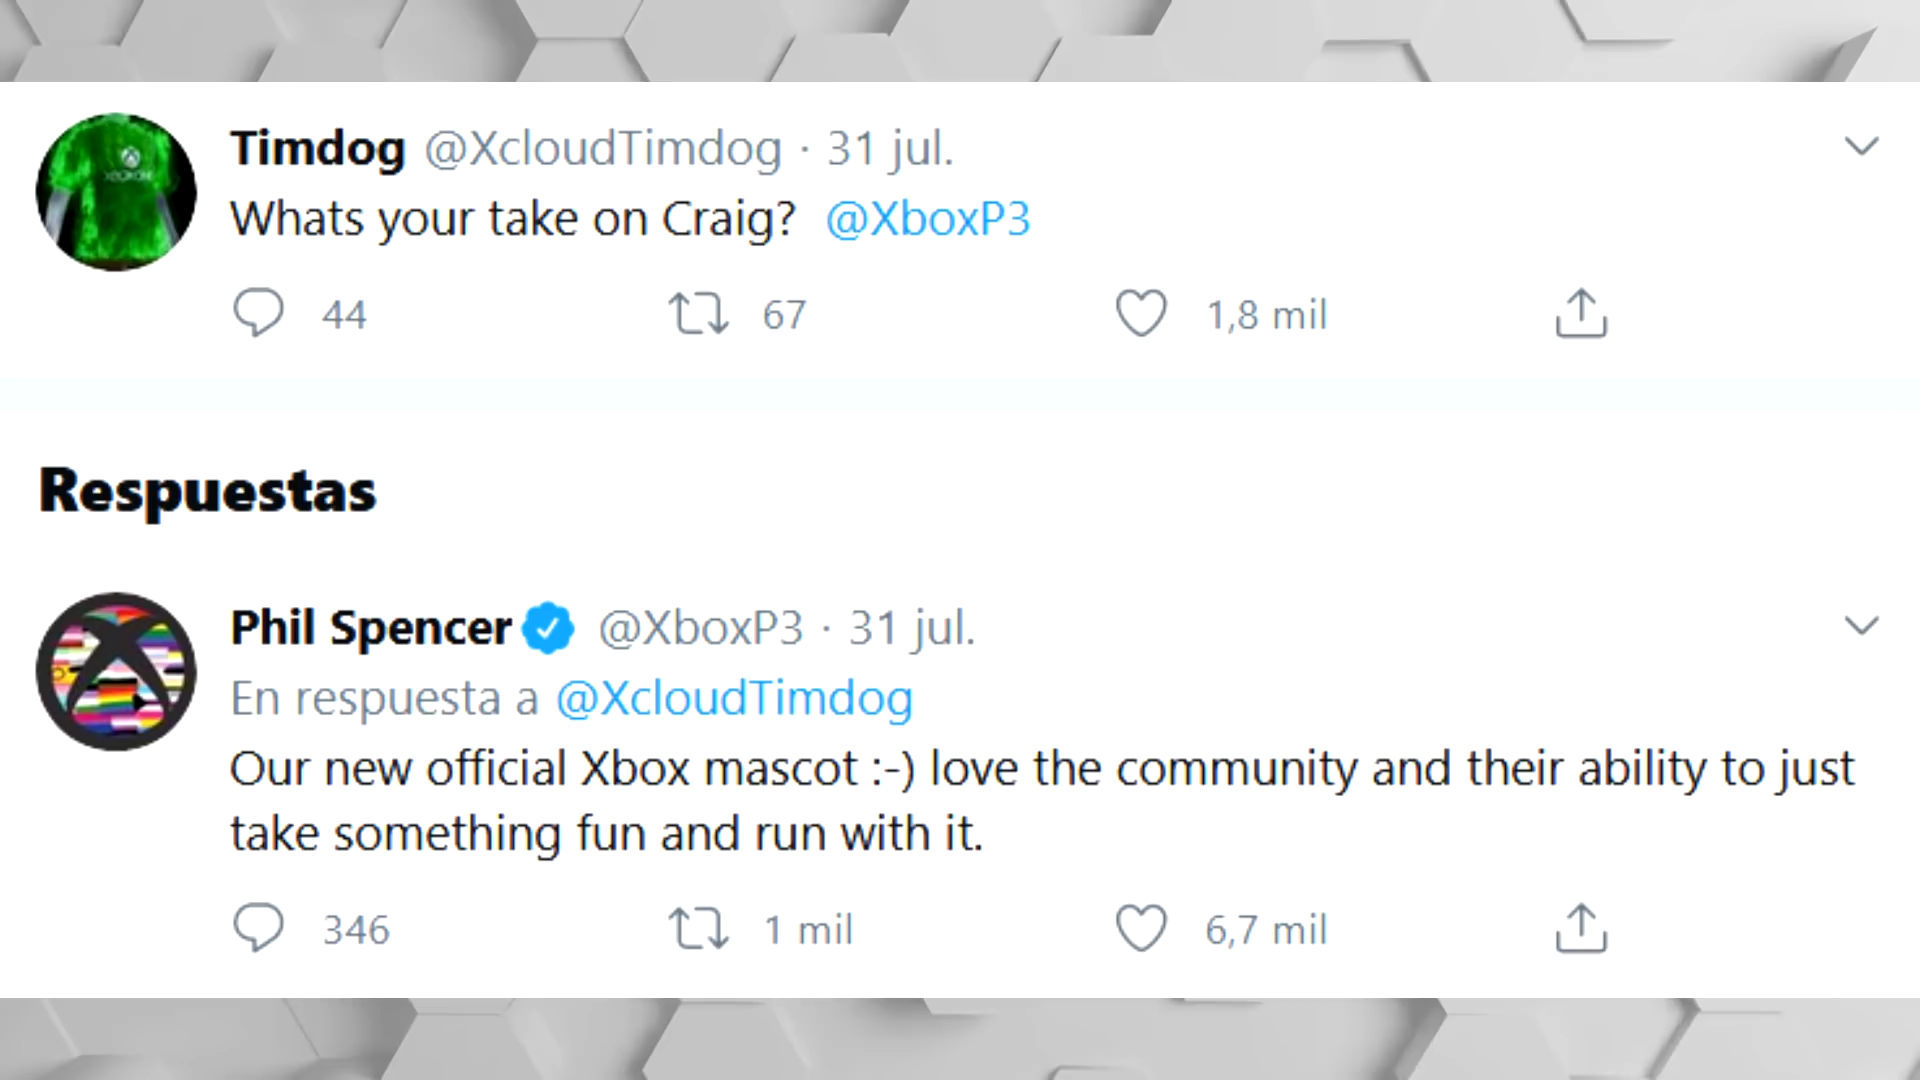 Timdog @XcloudTimdog · 31 jul.
Whats your take on Craig? @XboxP3
44 67 1,8 mil
Respuestas
Phil Spencer @XboxP3 · 31 jul.
En respuesta a @XcloudTimdog
Our new official Xbox mascot :-) love the community and their ability to just
take something fun and run with it.
346 1 mil 6,7 mil